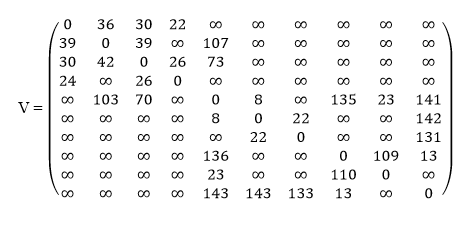 0 36 30 22 ∞ ∞ ∞ ∞ ∞ ∞
39 0 39 ∞ 107 ∞ ∞ ∞ ∞ ∞
30 42 0 26 73 ∞ ∞ ∞ ∞ ∞
24 ∞ 26 0 ∞ ∞ ∞ ∞ ∞ ∞
V = ∞ 103 70 ∞ 0 8 ∞ 135 23 141
∞ ∞ ∞ ∞ 8 0 22 ∞ ∞ 142
∞ ∞ ∞ ∞ ∞ 22 0 ∞ ∞ 131
∞ ∞ ∞ ∞ 136 ∞ ∞ 0 109 13
∞ ∞ ∞ ∞ 23 ∞ ∞ 110 0 ∞
∞ ∞ ∞ ∞ 143 143 133 13 ∞ 0